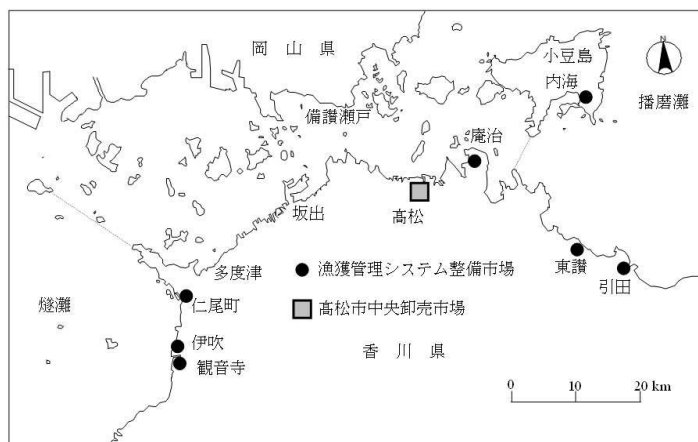 岡 山 県
小豆島
内海
N
播磨灘
備讃瀬戸
庵治
高松
坂出
多度津
東讃
引田
漁獲管理システム整備市場
高松市中央卸売市場
燧灘
仁尾町
伊吹
観音寺
香 川 県
0 10 20 km